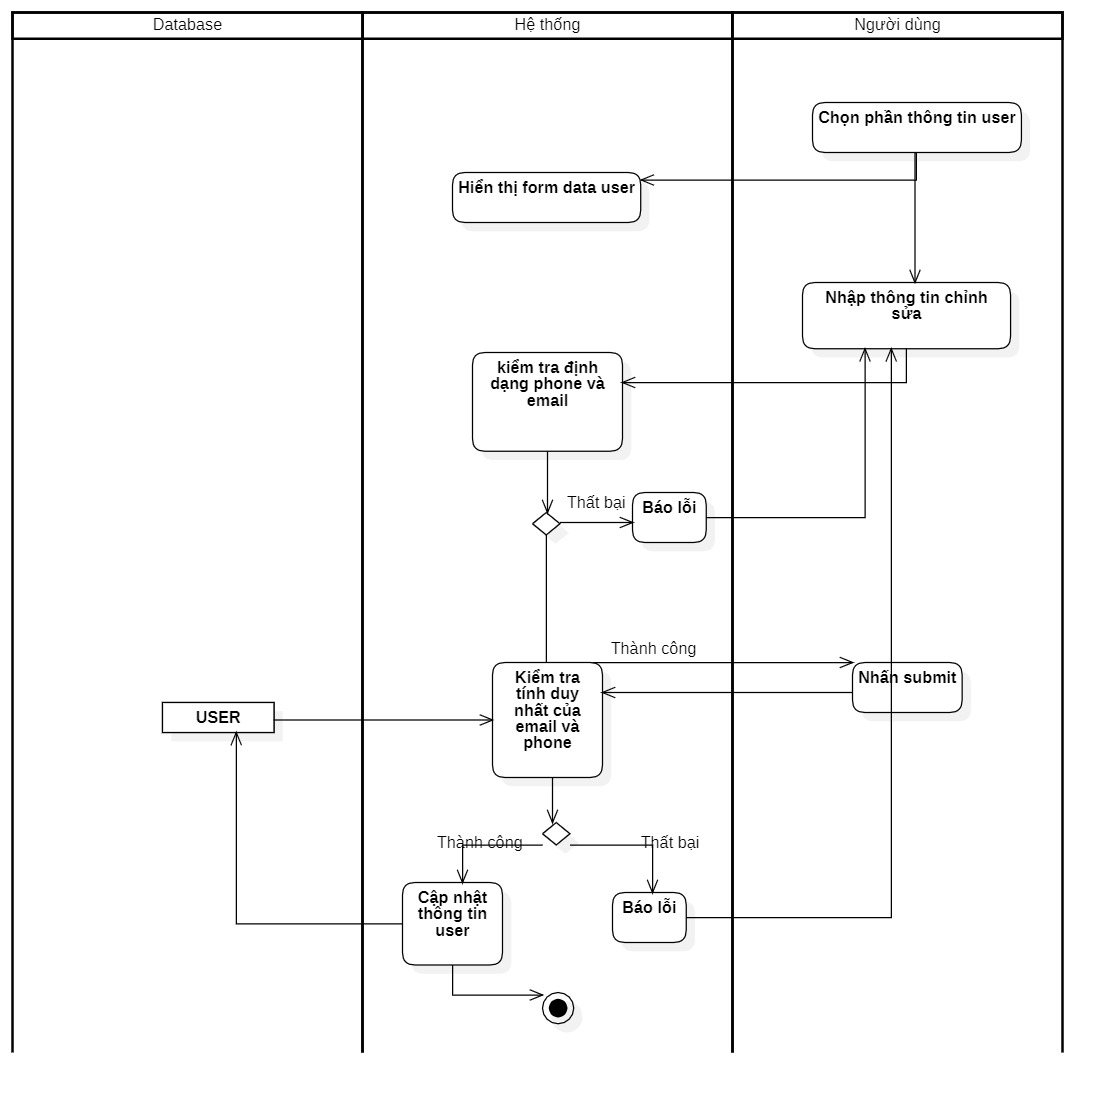 Database
Hệ thống
Người dùng
Chọn phần thông tin user
Hiển thị form data user
Nhập thông tin chỉnh
sửa
kiểm tra định
dạng phone và
email
Thất bại
Báo lỗi
Thành công
Kiểm tra
tính duy
nhất của
email và
phone
Nhấn submit
USER
Thành công
Thất bại
Cập nhật
thông tin
user
Báo lỗi